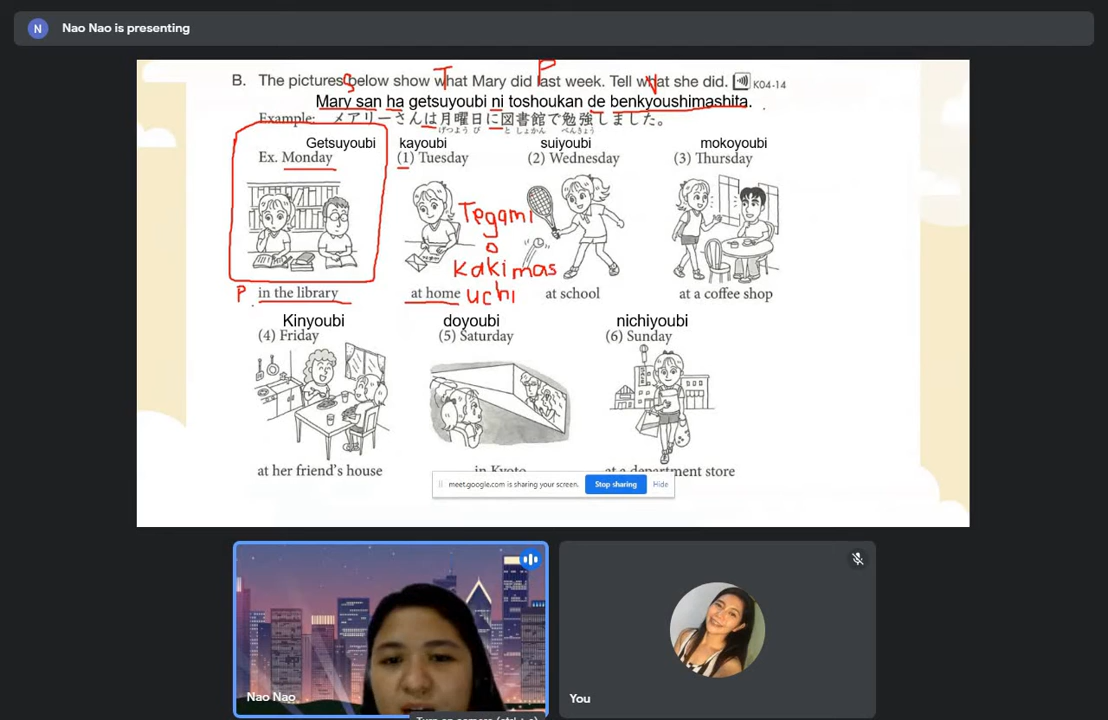 N Nao Nao is presenting
B. The pictures below show what Mary did last week. Tell what she did. K04-14
S T P V
Mary san ha getsuyoubi ni toshoukan de benkyoushimashita.
Example: メアリーさんは月曜日に図書館で勉強しました。
げつようび としょかん べんきょう
Getsuyoubi kayoubi suiyoubi mokoyoubi
Ex. Monday (1) Tuesday (2) Wednesday (3) Thursday
Tegami
o
kakimas
P. in the library at home uchi at school at a coffee shop
Kinyoubi doyoubi nichiyoubi
(4) Friday (5) Saturday (6) Sunday
at her friend's house in Kyoto at a department store
meet.google.com is sharing your screen. Stop sharing Hide
Nao Nao You